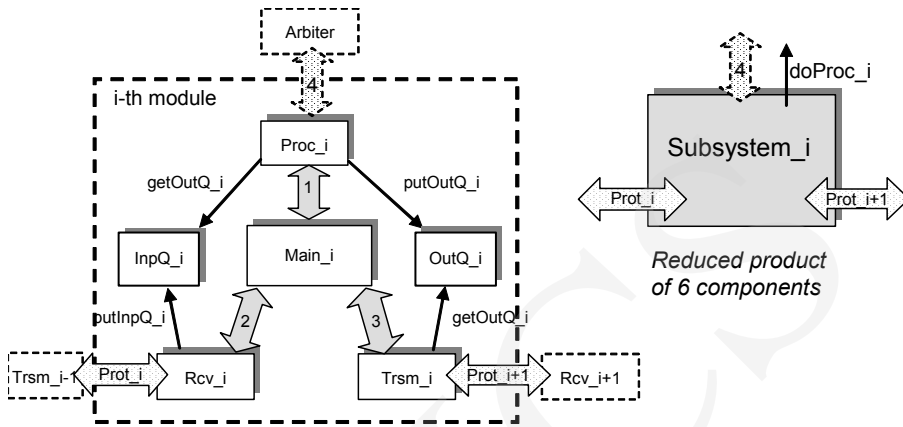 Arbiter
4
i-th module
Proc_i
getOutQ_i
putOutQ_i
1
InpQ_i
Main_i
OutQ_i
putInpQ_i
2
3
getOutQ_i
Trsm_i-1
Prot_i
Rcv_i
Trsm_i
Prot_i+1
Rcv_i+1
4
doProc_i
Subsystem_i
Prot_i
Prot_i+1
Reduced product
of 6 components